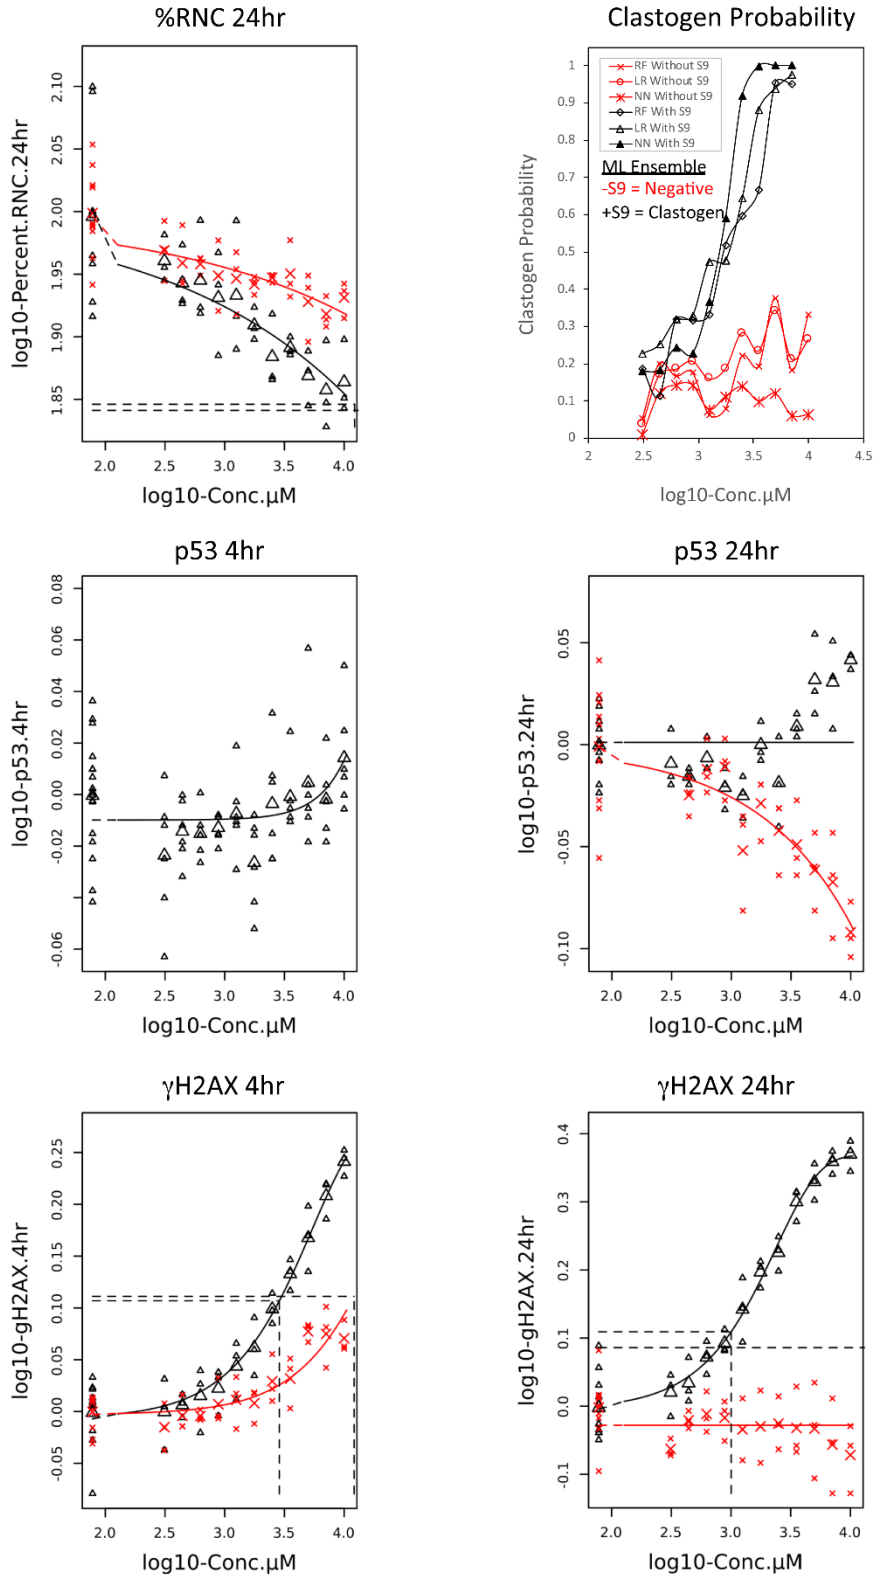 %RNC 24hr
log10-Percent.RNC.24hr
2.10
2.05
2.00
1.95
1.90
1.85
2.0 2.5 3.0 3.5 4.0
log10-Conc.µM
Clastogen Probability
Clastogen Probability
RF Without S9
LR Without S9
NN Without S9
RF With S9
LR With S9
NN With S9
ML Ensemble
-S9 = Negative
+S9 = Clastogen
1
0.9
0.8
0.7
0.6
0.5
0.4
0.3
0.2
0.1
0
2 2.5 3 3.5 4 4.5
log10-Conc.µM
p53 4hr
log10-p53.4hr
0.08
0.06
0.04
0.02
0.00
-0.02
-0.06
2.0 2.5 3.0 3.5 4.0
log10-Conc.µM
p53 24hr
log10-p53.24hr
0.05
0.00
-0.05
-0.10
2.0 2.5 3.0 3.5 4.0
log10-Conc.µM
γH2AX 4hr
log10-gH2AX.4hr
0.25
0.15
0.10
0.05
0.00
-0.05
2.0 2.5 3.0 3.5 4.0
log10-Conc.µM
γH2AX 24hr
log10-gH2AX.24hr
0.4
0.3
0.2
0.1
0.0
-0.1
2.0 2.5 3.0 3.5 4.0
log10-Conc.µM